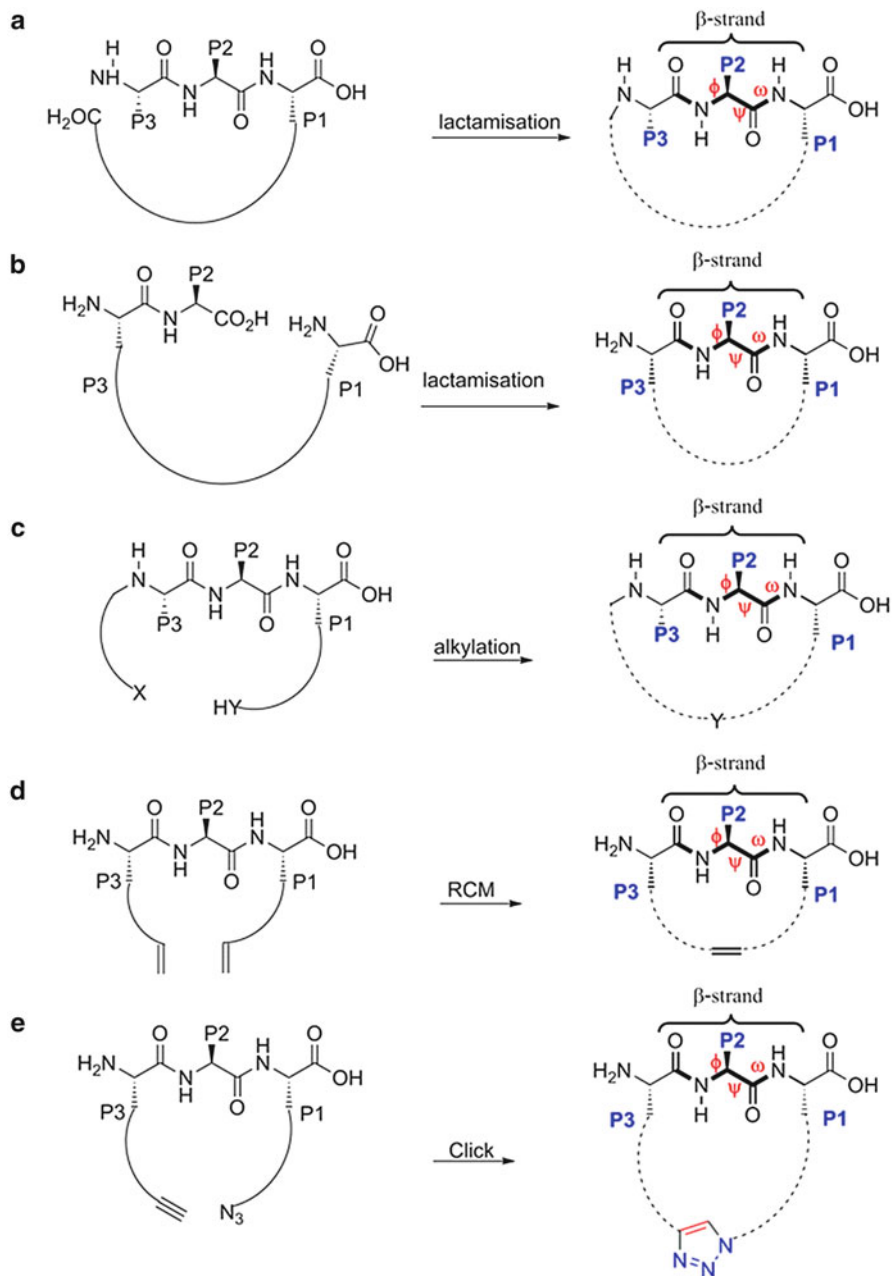 a
β-strand
H O P2 H O
NH N H N OH
HO₂C P3 O P1
lactamisation
H O P2 H O
N ϕ ω N OH
N ψ
H O
P3 P1
b
β-strand
O P2
H₂N N CO₂H H₂N O
H OH
P3 P1
lactamisation
O P2 H O
H₂N ϕ ω N OH
N ψ
H O
P3 P1
c
β-strand
H O P2 H O
N N N OH
P3 H O P1
X HY
alkylation
H O P2 H O
N ϕ ω N OH
N ψ
H O
P3 P1
Y
d
β-strand
O P2 H O
H₂N N N OH
P3 H O P1
RCM
O P2 H O
H₂N ϕ ω N OH
N ψ
H O
P3 P1
e
β-strand
O P2 H O
H₂N N N OH
P3 H O P1
N₃
Click
O P2 H O
H₂N ϕ ω N OH
N ψ
H O
P3 P1
N N N